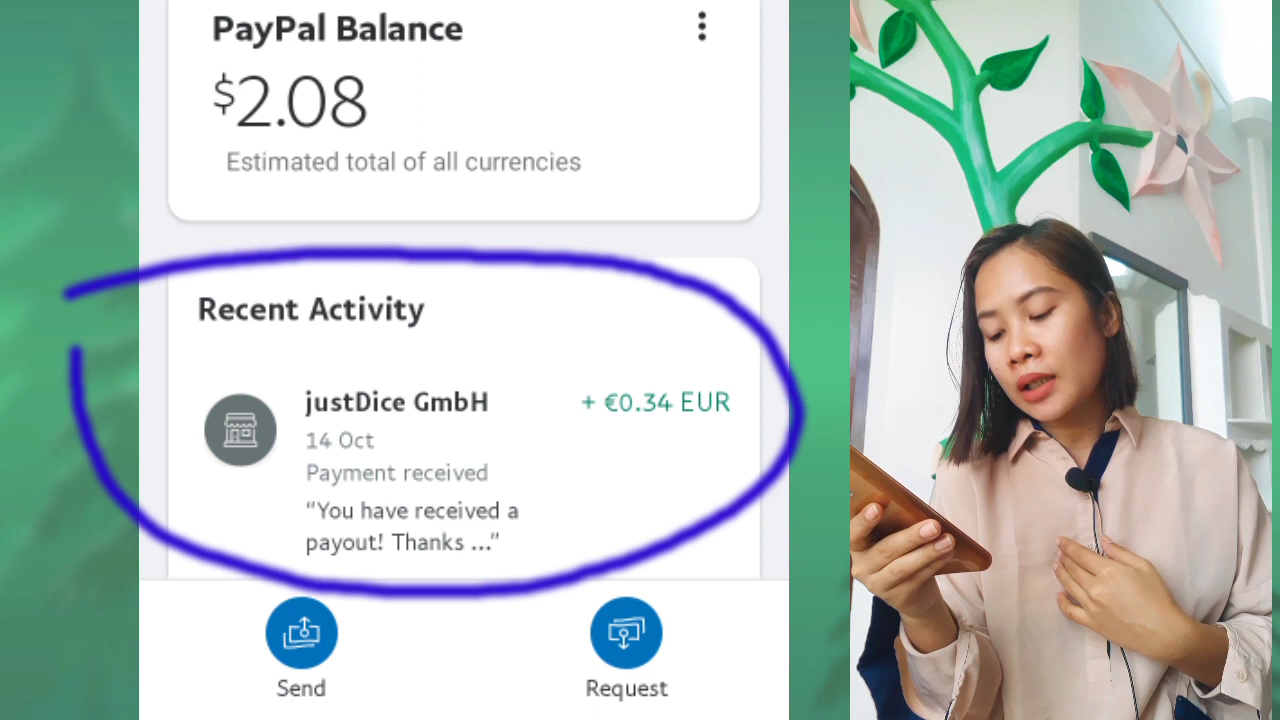 PayPal Balance
$2.08
Estimated total of all currencies
Recent Activity
justDice GmbH
+ €0.34 EUR
14 Oct
Payment received
“You have received a
payout! Thanks ...”
Send
Request